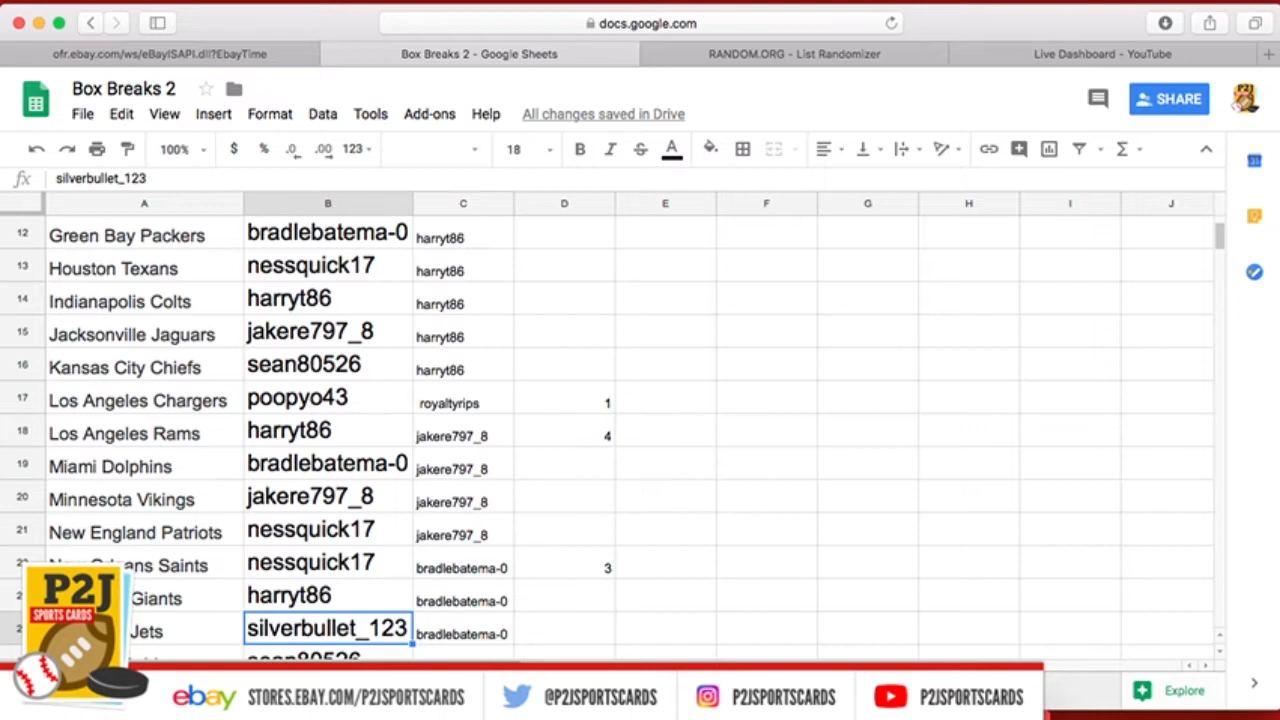 docs.google.com
ofr.ebay.com/ws/eBayISAPI.dll?EbayTime
Box Breaks 2 - Google Sheets
RANDOM.ORG - List Randomizer
Live Dashboard - YouTube
Box Breaks 2
SHARE
File Edit View Insert Format Data Tools Add-ons Help All changes saved in Drive
100% $ % .0 .00 123 18 B I S A
fx silverbullet_123
A B C D E F G H I J
12 Green Bay Packers bradlebatema-0 harryt86
13 Houston Texans nessquick17 harryt86
14 Indianapolis Colts harryt86 harryt86
15 Jacksonville Jaguars jakere797_8 harryt86
16 Kansas City Chiefs sean80526 harryt86
17 Los Angeles Chargers poopyo43 royaltyrips 1
18 Los Angeles Rams harryt86 jakere797_8 4
19 Miami Dolphins bradlebatema-0 jakere797_8
20 Minnesota Vikings jakere797_8 jakere797_8
21 New England Patriots nessquick17 jakere797_8
ans Saints nessquick17 bradlebatema-0 3
Giants harryt86 bradlebatema-0
Jets silverbullet_123 bradlebatema-0
sean80526
P2J
SPORTS CARDS
ebay STORES.EBAY.COM/P2JSPORTSCARDS
@P2JSPORTSCARDS
P2JSPORTSCARDS
P2JSPORTSCARDS
Explore